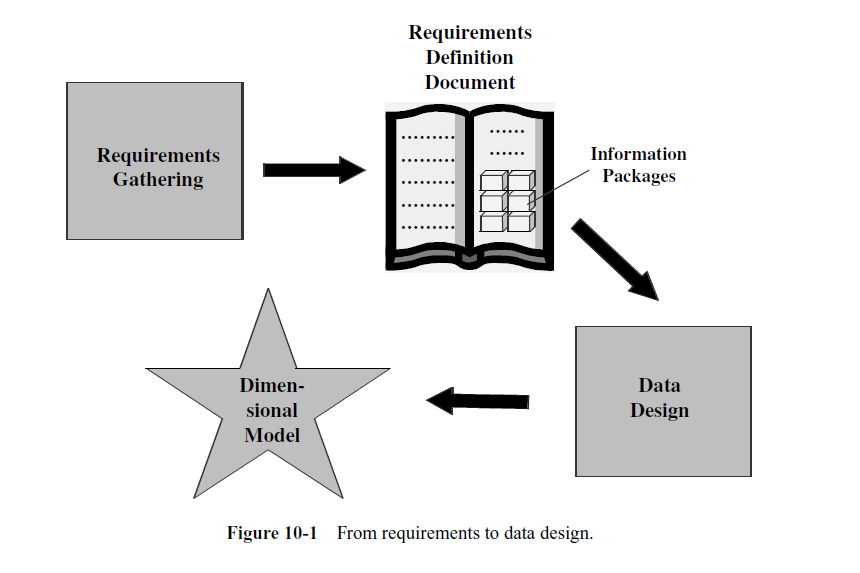 Requirements
Definition
Document
Requirements
Gathering
Information
Packages
Data
Design
Dimen-
sional
Model
Figure 10-1 From requirements to data design.